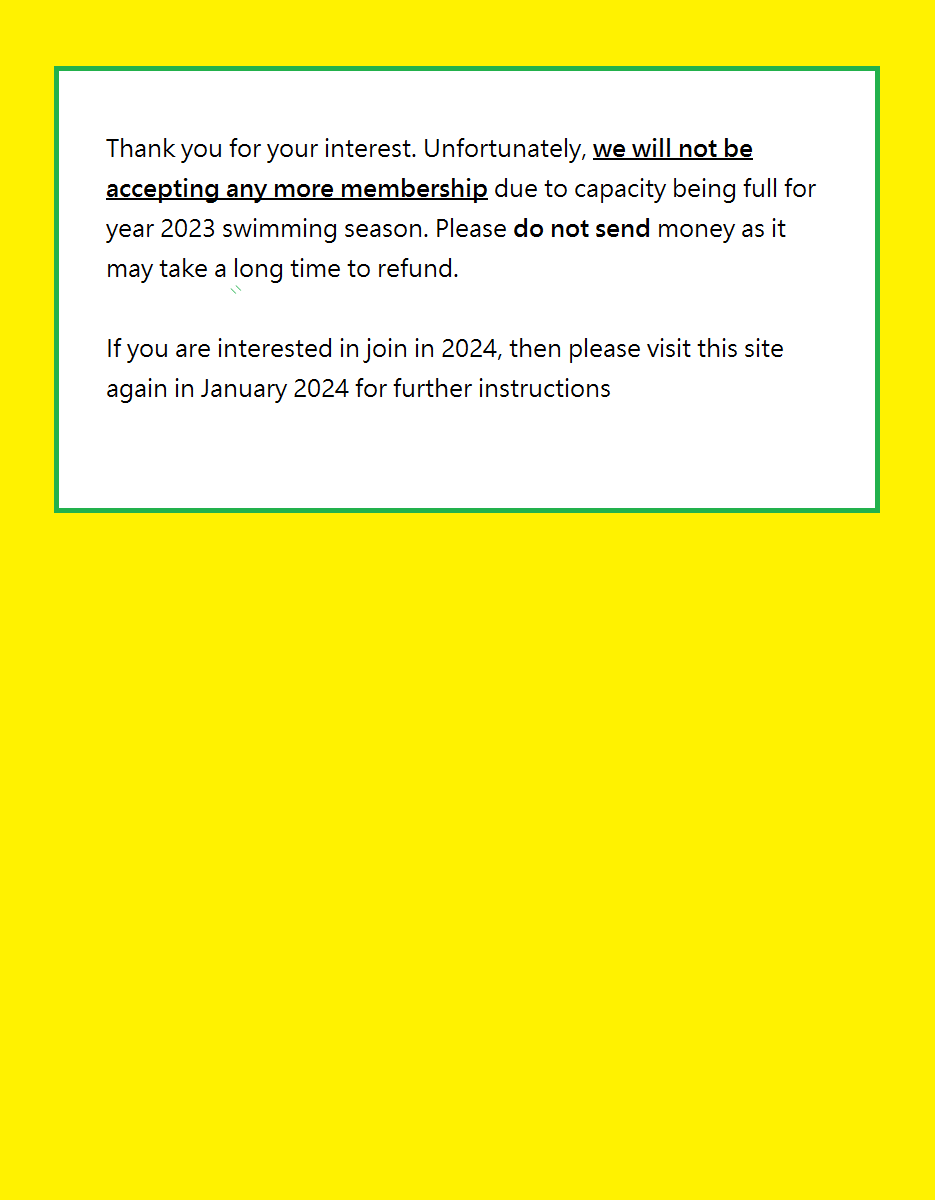 Thank you for your interest. Unfortunately, we will not be
accepting any more membership due to capacity being full for
year 2023 swimming season. Please do not send money as it
may take a long time to refund.
If you are interested in join in 2024, then please visit this site
again in January 2024 for further instructions